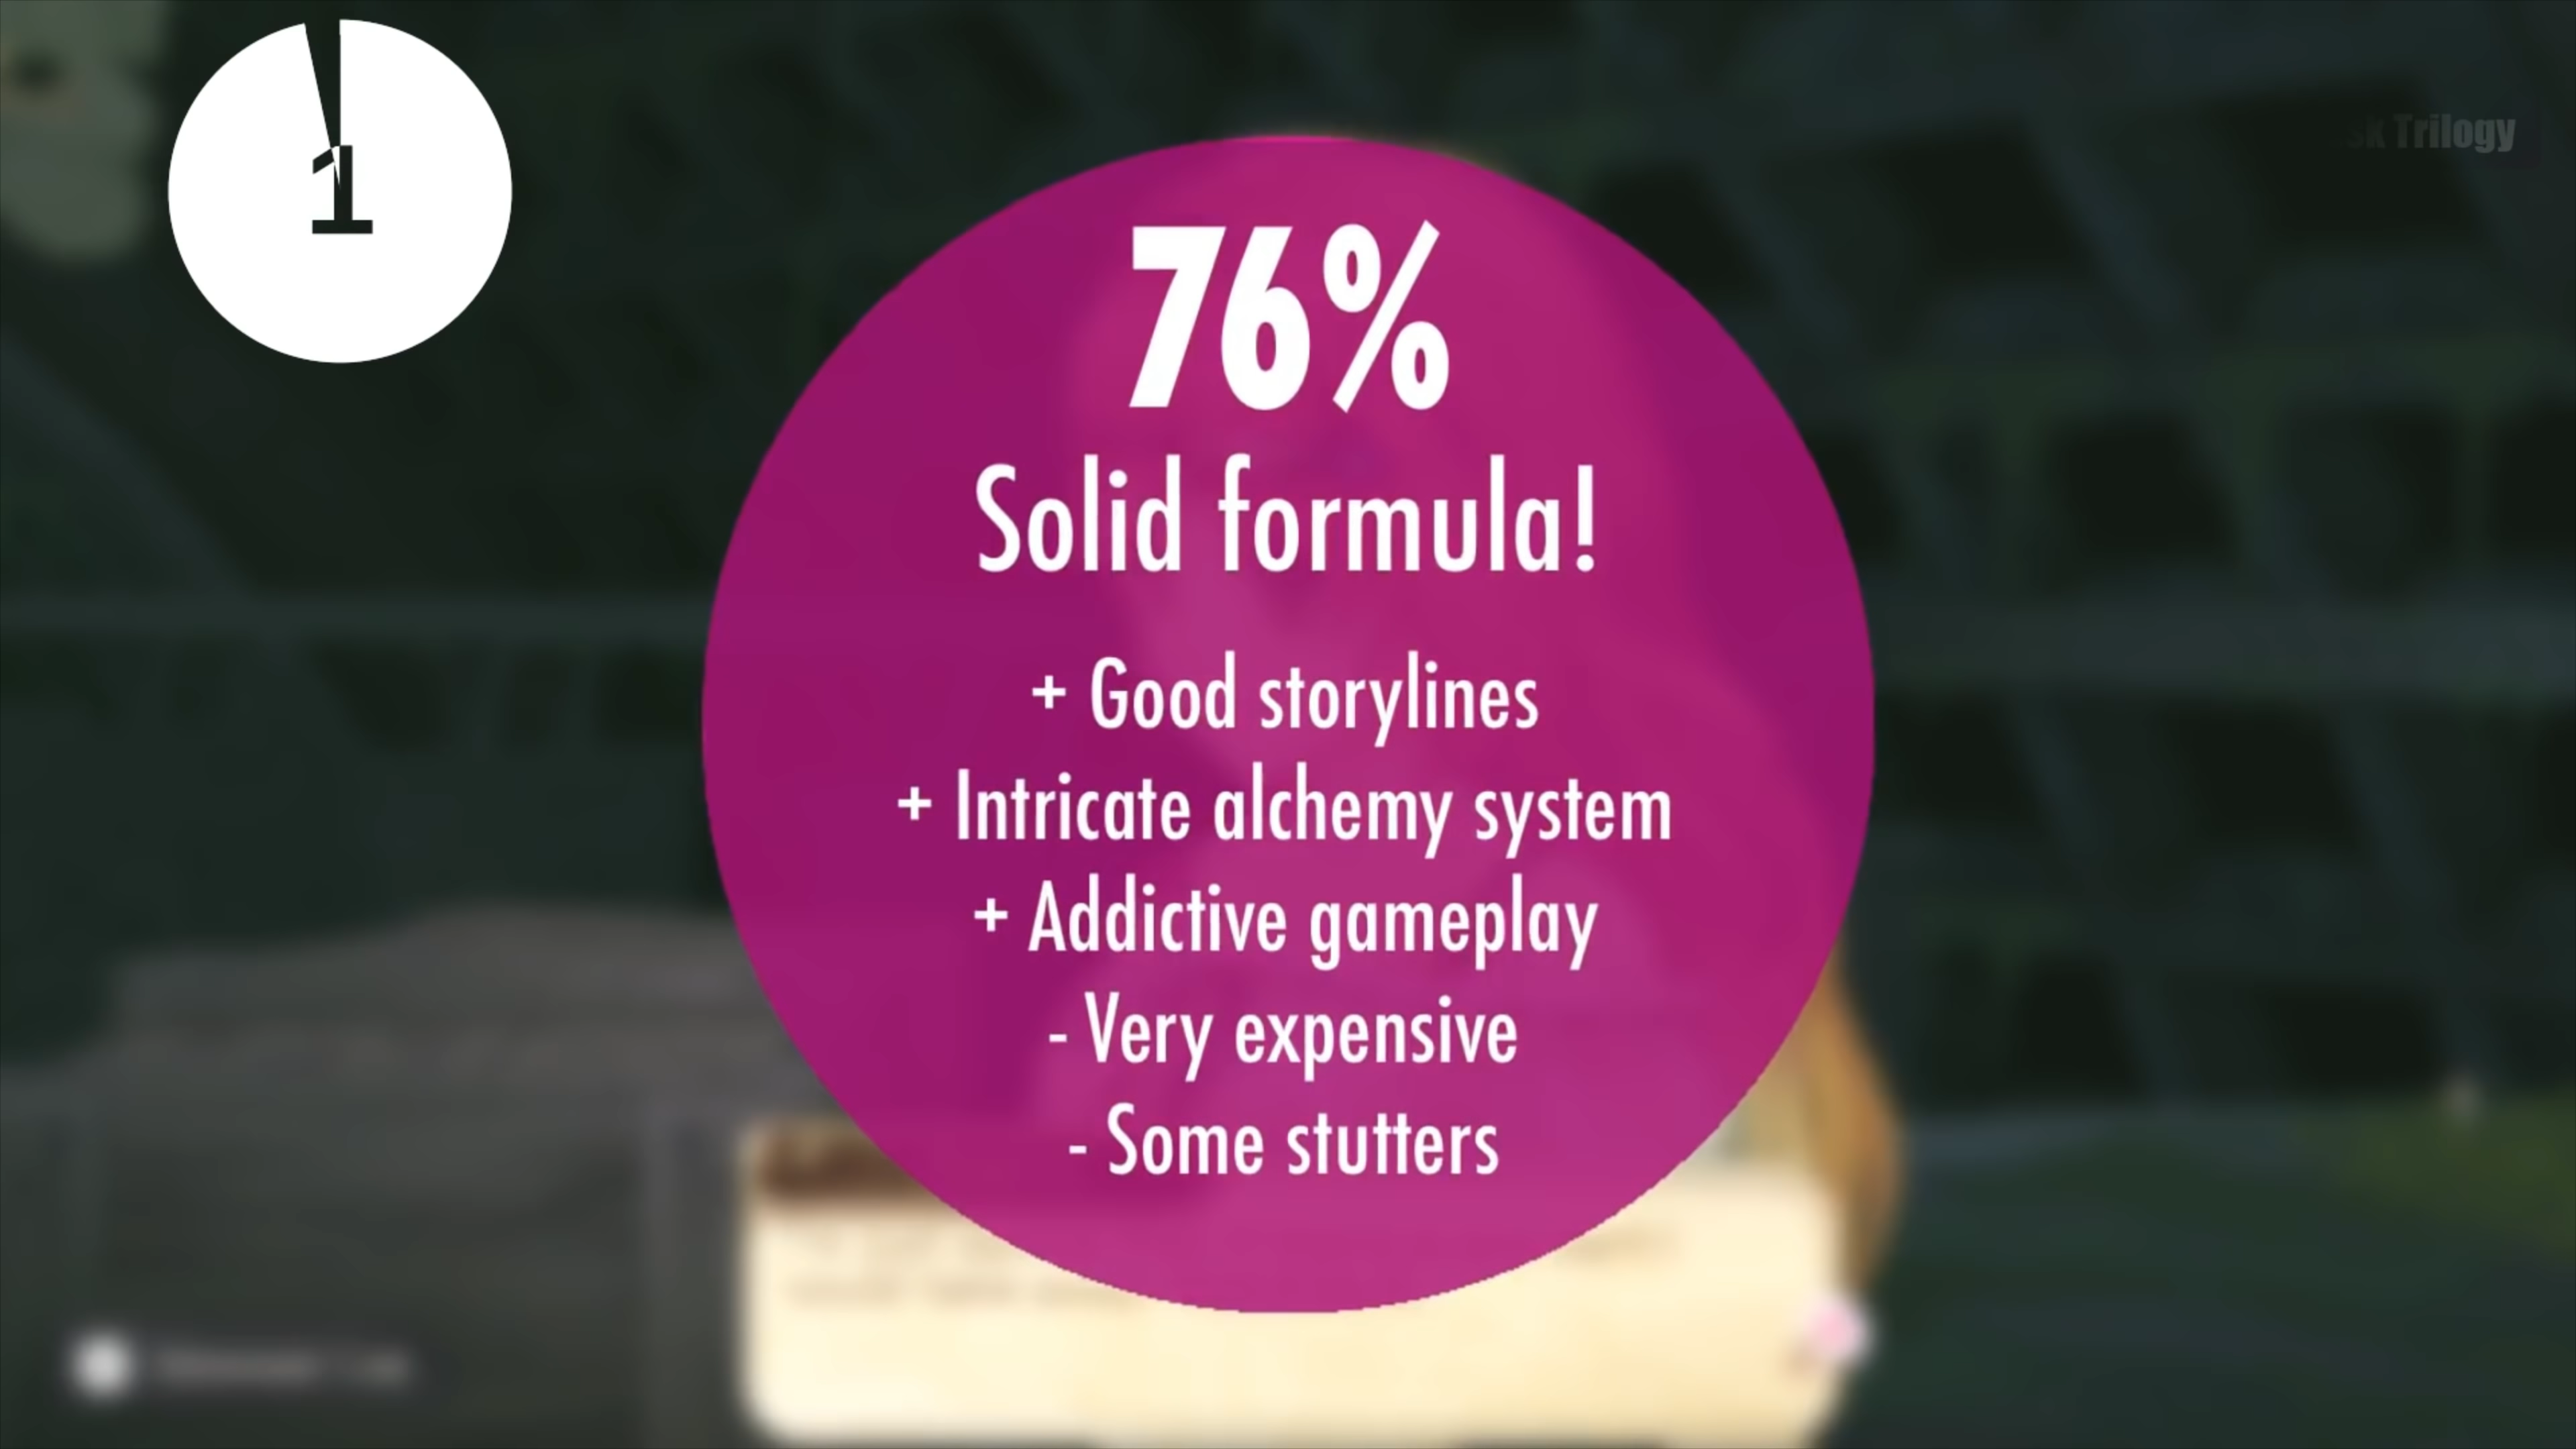 1
Trilogy
76%
Solid formula!
+ Good storylines
+ Intricate alchemy system
+ Addictive gameplay
- Very expensive
- Some stutters